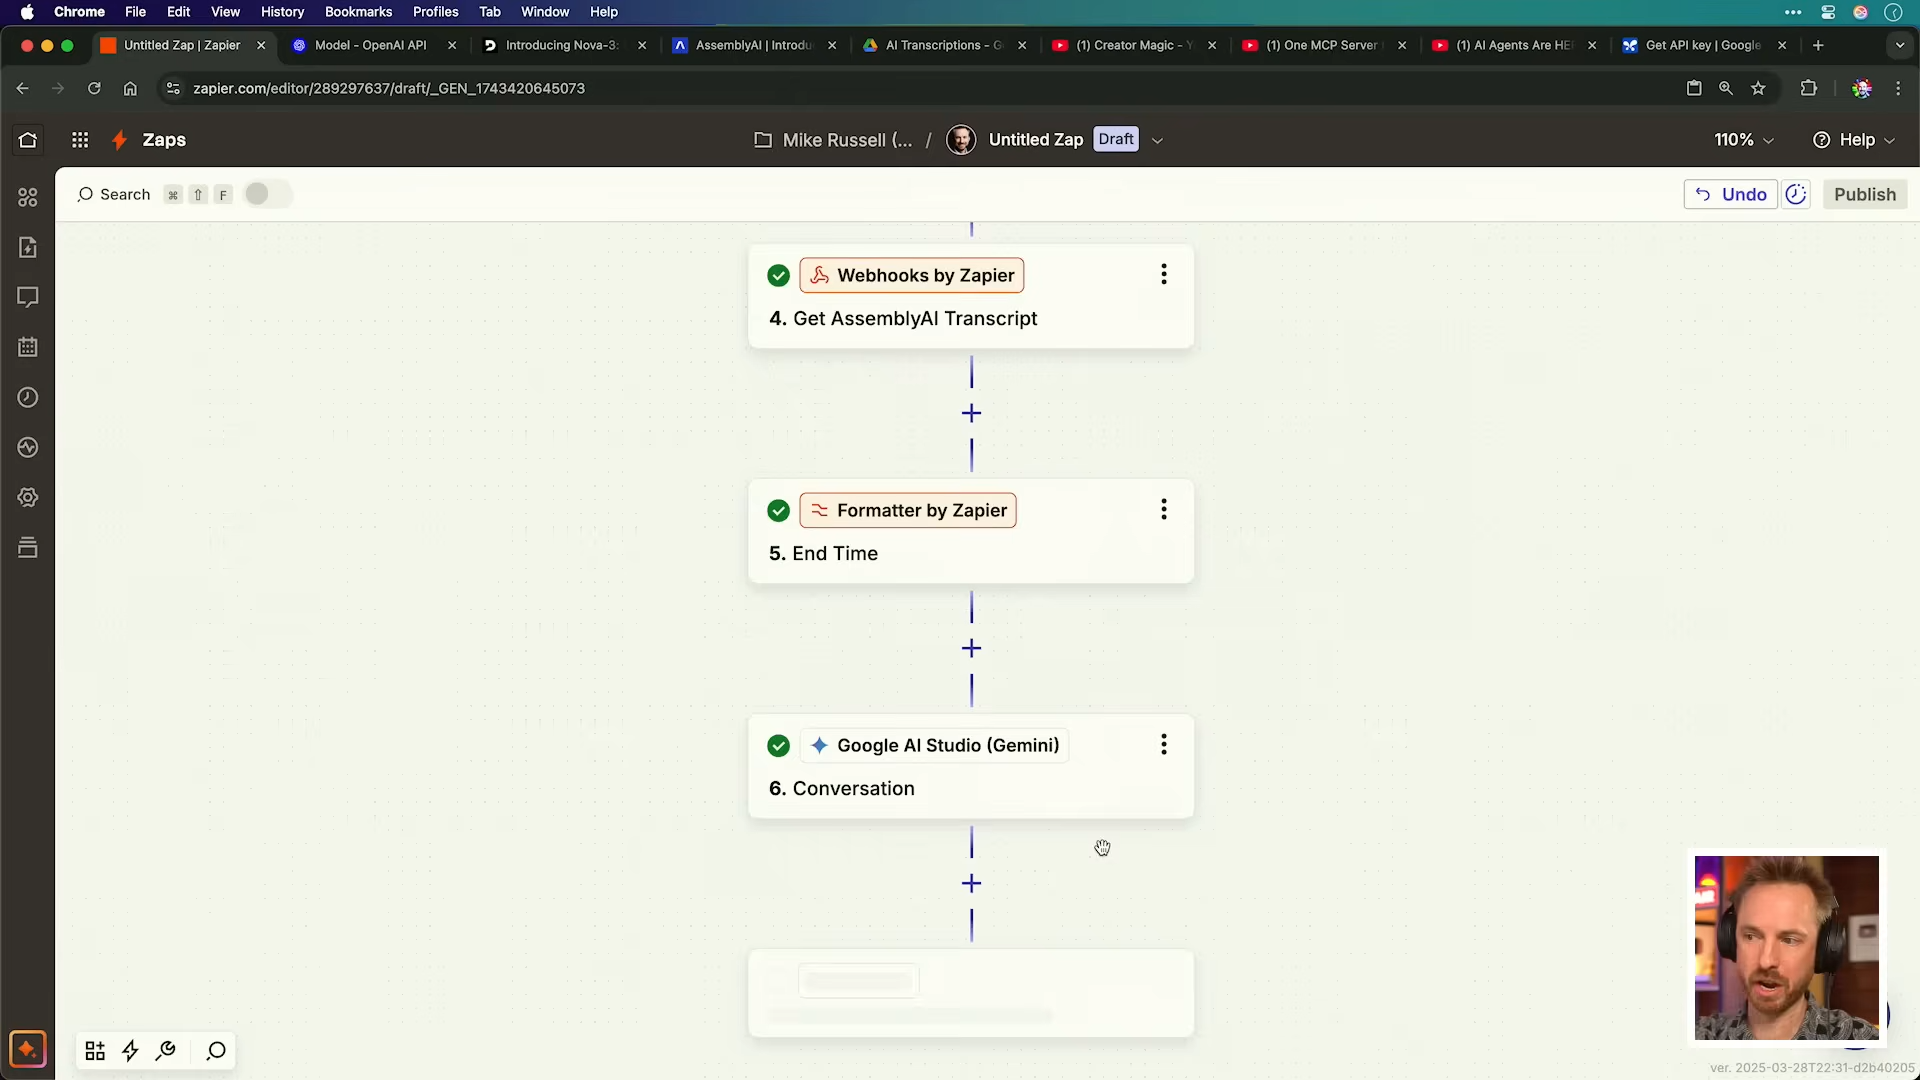 Chrome File Edit View History Bookmarks Profiles Tab Window Help
Untitled Zap | Zapier
Model - OpenAI API
Introducing Nova-3:
AssemblyAI | Introdu
AI Transcriptions - G
(1) Creator Magic - Y
(1) One MCP Server
(1) AI Agents Are HE
Get API key | Google
zapier.com/editor/289297637/draft/_GEN_1743420645073
Zaps
Mike Russell (... / Untitled Zap Draft
110%
Help
Search ⌘ ⇧ F
Undo
Publish
Webhooks by Zapier
4. Get AssemblyAI Transcript
Formatter by Zapier
5. End Time
Google AI Studio (Gemini)
6. Conversation
ver. 2025-03-28T22:31-d2b40205